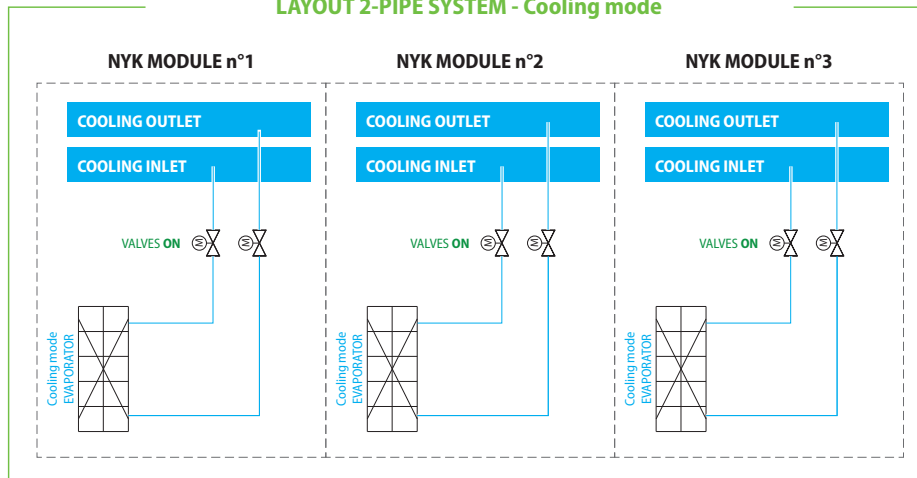 LAYOUT 2-PIPE SYSTEM - Cooling mode
NYK MODULE n°1
NYK MODULE n°2
NYK MODULE n°3
COOLING OUTLET
COOLING INLET
VALVES ON
M
M
Cooling mode
EVAPORATOR
COOLING OUTLET
COOLING INLET
VALVES ON
M
M
Cooling mode
EVAPORATOR
COOLING OUTLET
COOLING INLET
VALVES ON
M
M
Cooling mode
EVAPORATOR